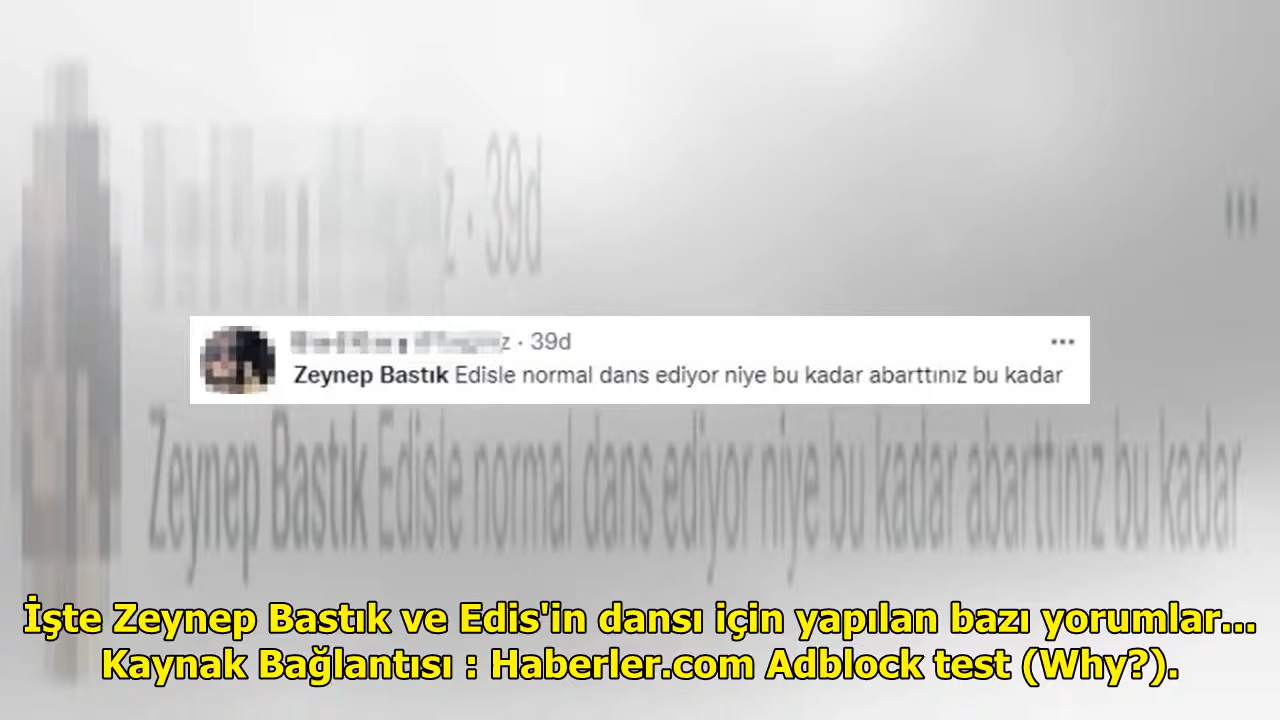 z · 39d
Zeynep Bastık Edisle normal dans ediyor niye bu kadar abarttınız bu kadar
z · 39d
Zeynep Bastık Edisle normal dans ediyor niye bu kadar abarttınız bu kadar
İşte Zeynep Bastık ve Edis'in dansı için yapılan bazı yorumlar...
Kaynak Bağlantısı : Haberler.com Adblock test (Why?).